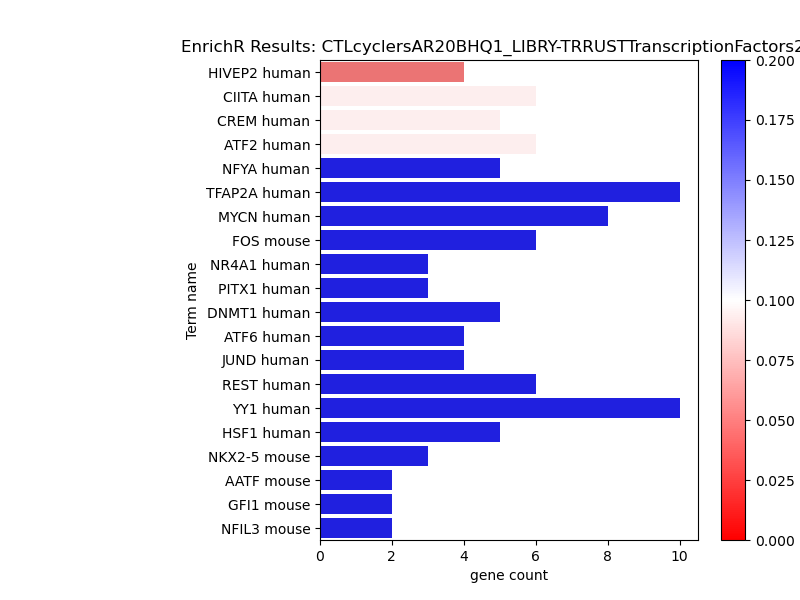 EnrichR Results: CTLcyclersAR20BHQ1_LIBRY-TRRUSTTranscriptionFactors2
HIVEP2 human
CIITA human
CREM human
ATF2 human
NFYA human
TFAP2A human
MYCN human
FOS mouse
NR4A1 human
PITX1 human
DNMT1 human
ATF6 human
JUND human
REST human
YY1 human
HSF1 human
NKX2-5 mouse
AATF mouse
GFI1 mouse
NFIL3 mouse
Term name
0 2 4 6 8 10
gene count
0.200
0.175
0.150
0.125
0.100
0.075
0.050
0.025
0.000